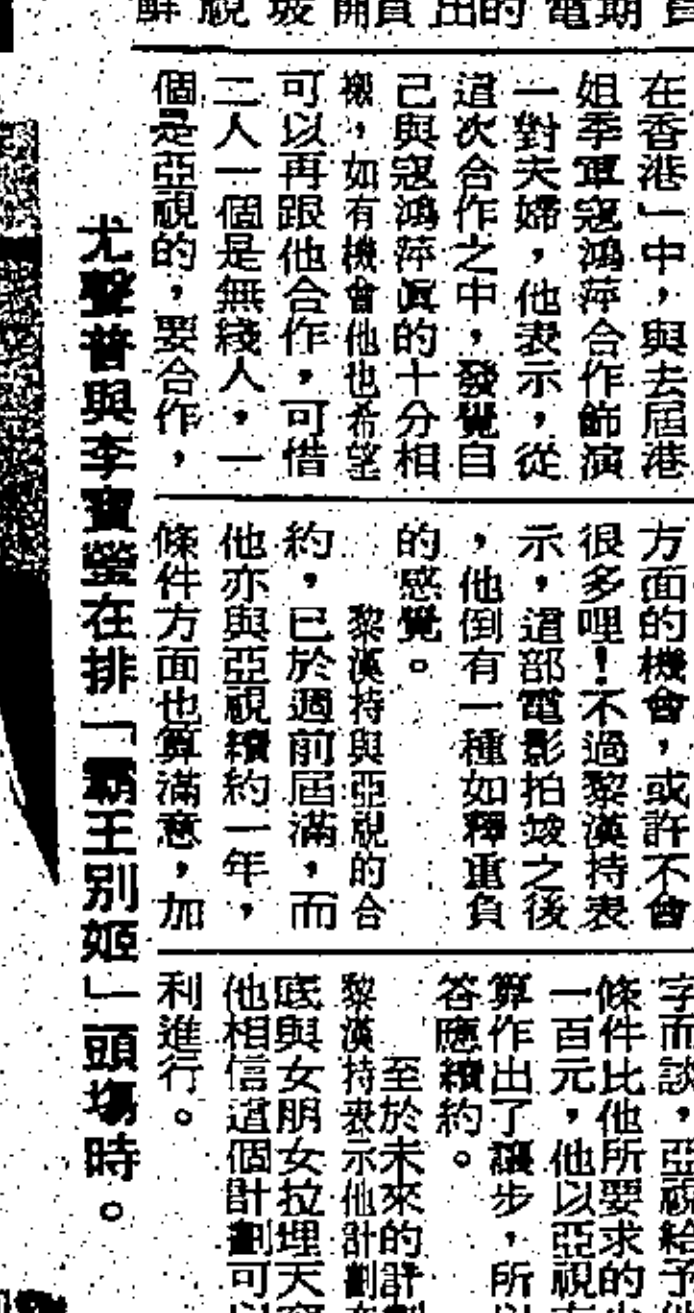 鮮
視
坡
開
出的
電期
在香港」中，與去屆港
姐季軍寇鴻萍合作飾演
一對夫婦，他表示，從
這次合作之中，發覺自
己與寇鴻萍眞的十分相
襯，如有機會他也希望
可以再跟他合作，可惜
二人一個是無綫人，一
個是亞視的，要合作，
方面的機會，或許不會
很多哩！不過黎漢持表
示，這部電影拍竣之後
，他倒有一種如釋重負
的感覺。
黎漢持與亞視的合
約，已於週前屆滿，而
他亦與亞視續約一年，
條件方面也算滿意，加
字而談，亞視給予
條件比他所要求的
一百元，他以亞視
算作出了讓步，所
答應續約。
至於未來的計劃
黎漢持表示他計劃
底與女朋女拉埋天
他相信這個計劃可以
利進行。
尤聲普與李寶瑩在排「霸王別姬」頭場時。